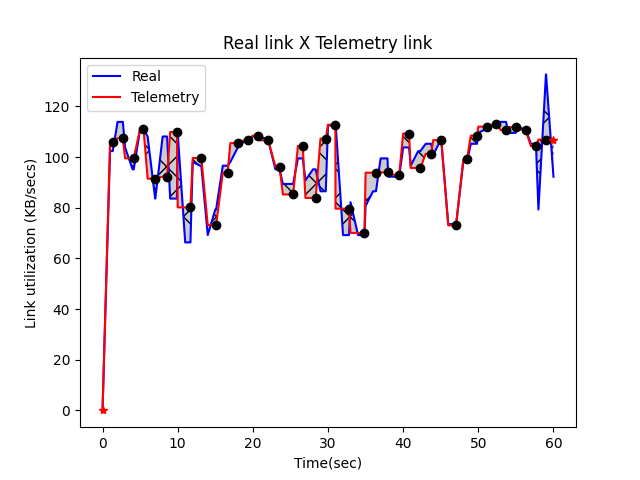 Real link X Telemetry link
Real
Telemetry
Link utilization (KB/secs)
120
100
80
60
40
20
0
0 10 20 30 40 50 60
Time(sec)